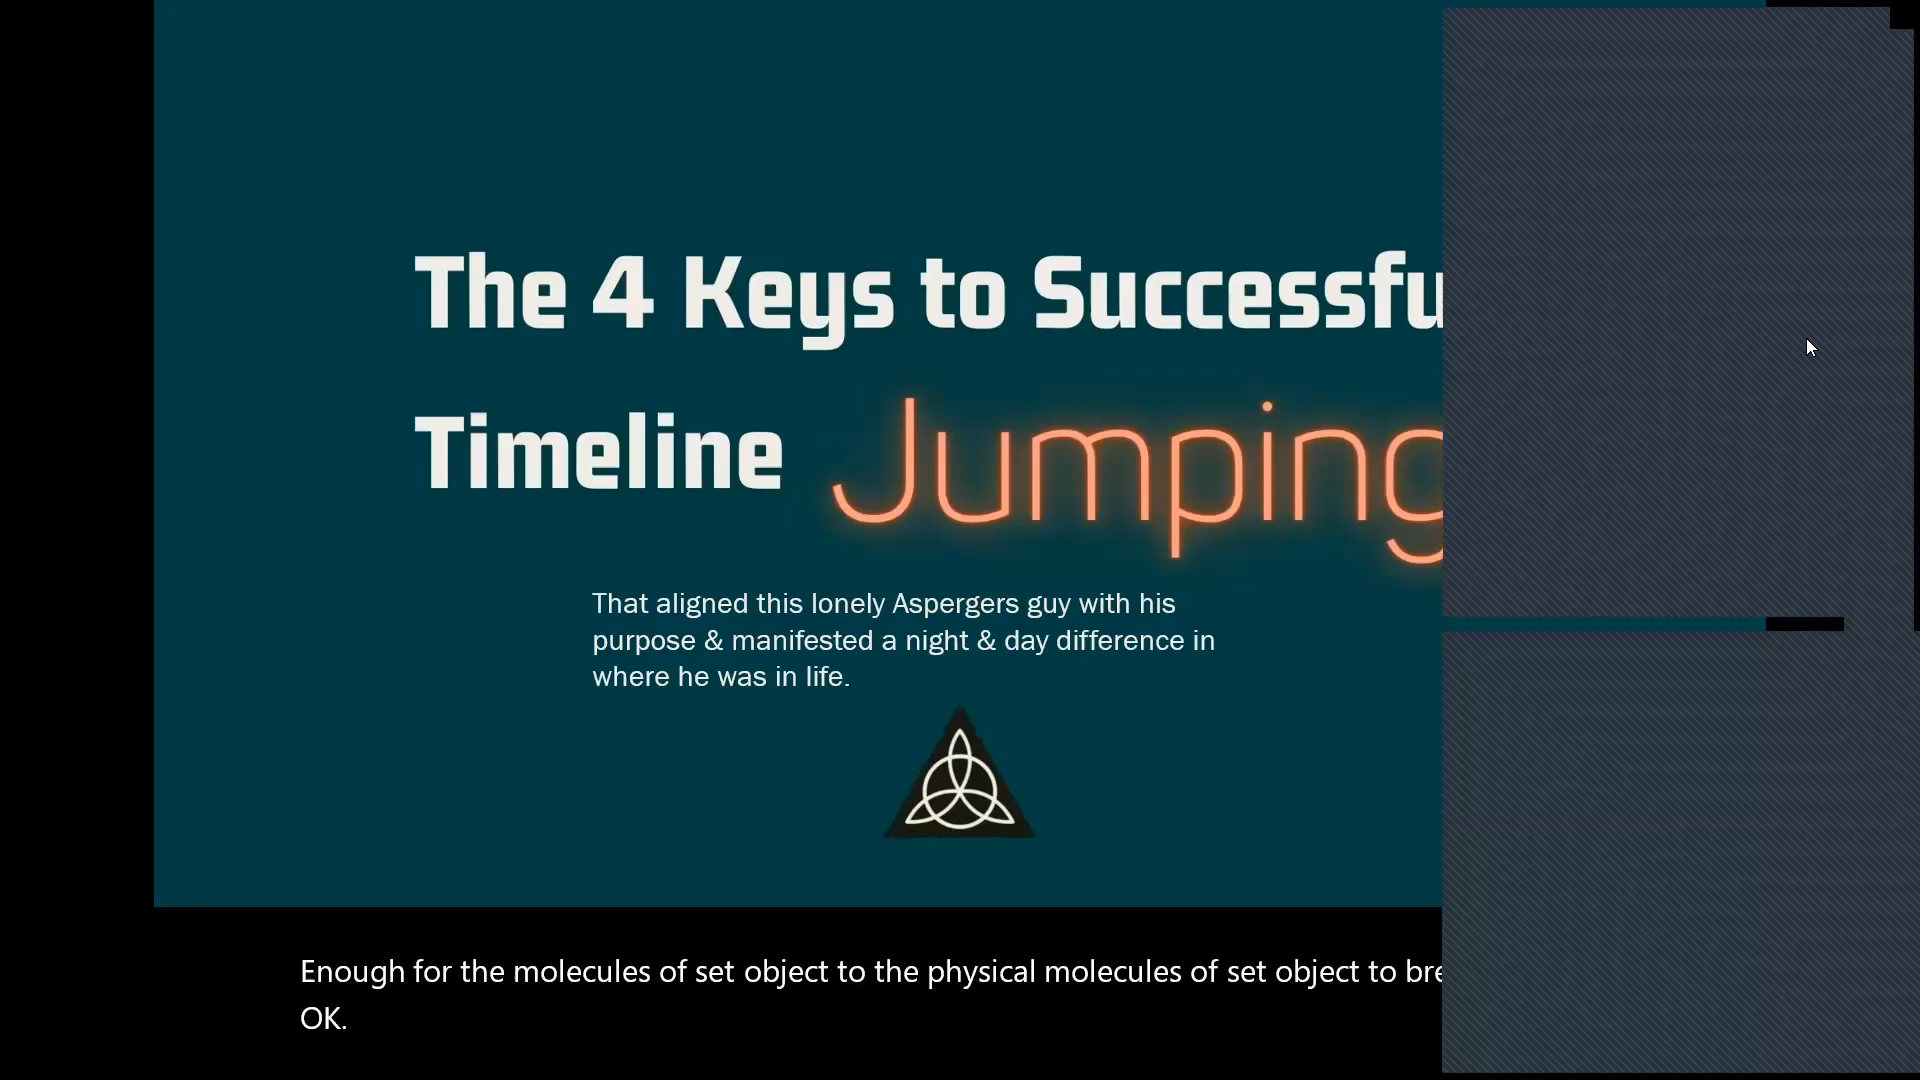 The 4 Keys to Successfu
Timeline Jumping
That aligned this lonely Aspergers guy with his
purpose & manifested a night & day difference in
where he was in life.
Enough for the molecules of set object to the physical molecules of set object to bre
OK.